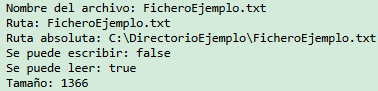 Nombre del archivo: FicheroEjemplo.txt
Ruta: FicheroEjemplo.txt
Ruta absoluta: C:\DirectorioEjemplo\FicheroEjemplo.txt
Se puede escribir: false
Se puede leer: true
Tamaño: 1366